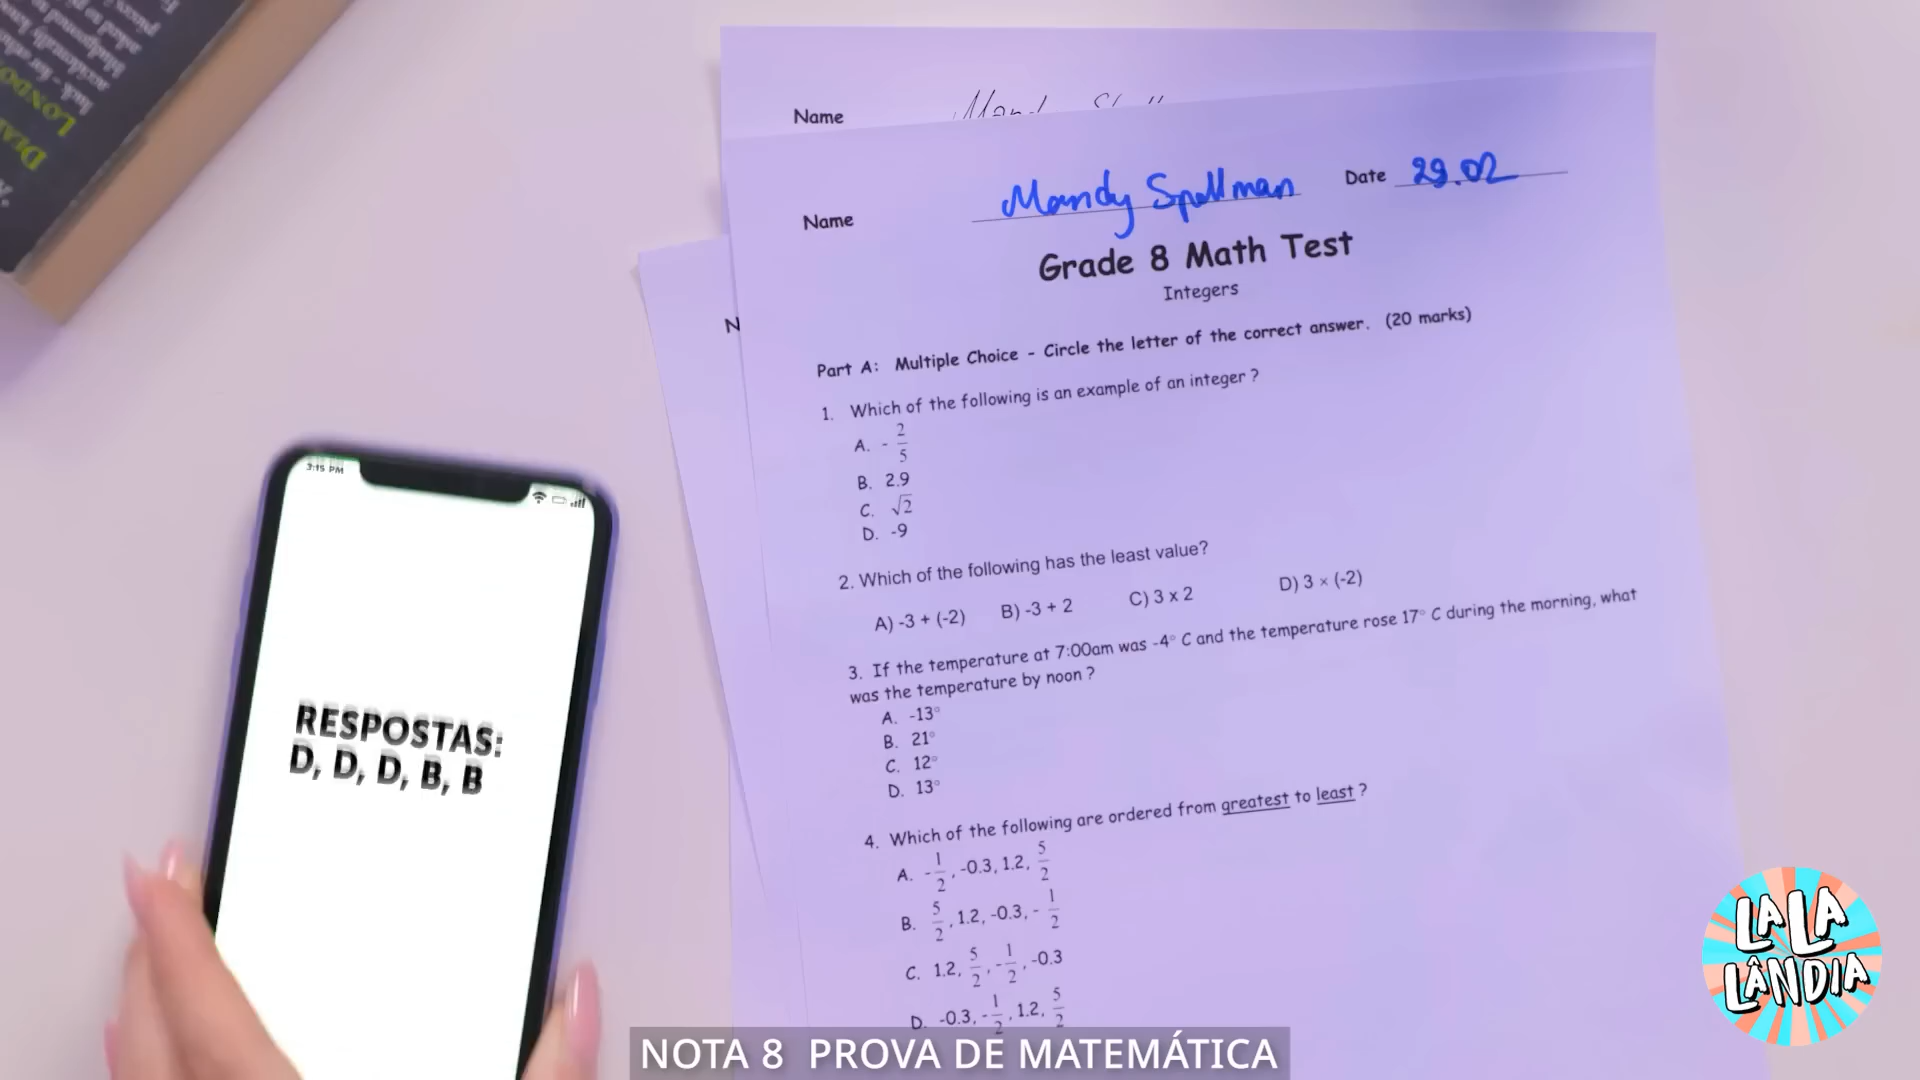 LONDO
Name
Name Mandy Spellman Date 29.02
Grade 8 Math Test
Integers
Part A: Multiple Choice - Circle the letter of the correct answer. (20 marks)
1. Which of the following is an example of an integer ?
A. - 2/5
B. 2.9
C. √2
D. -9
2. Which of the following has the least value?
A) -3 + (-2) B) -3 + 2 C) 3 x 2 D) 3 × (-2)
3. If the temperature at 7:00am was -4° C and the temperature rose 17° C during the morning, what
was the temperature by noon ?
A. -13°
B. 21°
C. 12°
D. 13°
4. Which of the following are ordered from greatest to least ?
A. - 1/2, -0.3, 1.2, 5/2
B. 5/2, 1.2, -0.3, - 1/2
C. 1.2, 5/2, - 1/2, -0.3
D. -0.3, - 1/2, 1.2, 5/2
3:15 PM
RESPOSTAS:
D, D, D, B, B
LA LA
LÂNDIA
NOTA 8 PROVA DE MATEMÁTICA